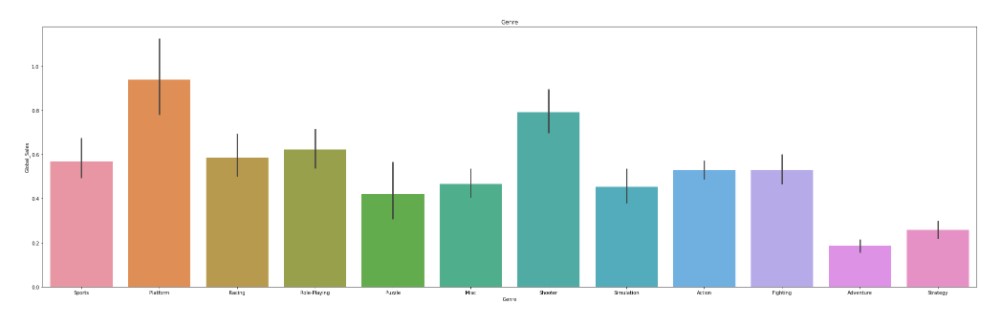 Genre
1.0
0.8
0.6
0.4
0.2
0.0
Global_Sales
Sports Platform Racing Role-Playing Puzzle Misc Shooter Simulation Action Fighting Adventure Strategy
Genre